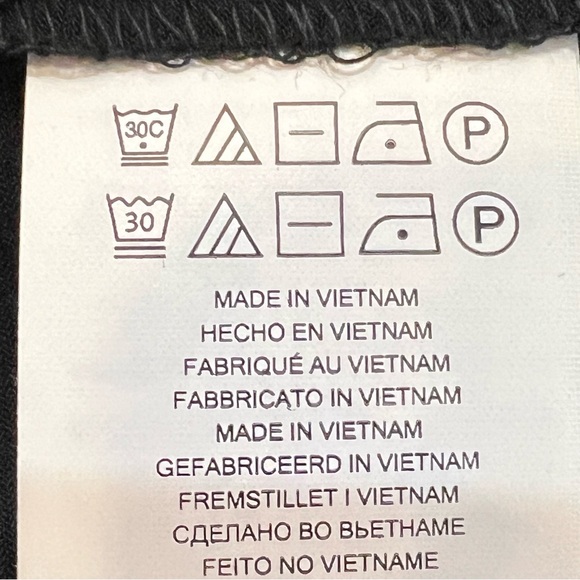 30C P
30 P
MADE IN VIETNAM
HECHO EN VIETNAM
FABRIQUÉ AU VIETNAM
FABBRICATO IN VIETNAM
MADE IN VIETNAM
GEFABRICEERD IN VIETNAM
FREMSTILLET I VIETNAM
СДЕЛАНО ВО ВЬЕТНАМЕ
FEITO NO VIETNAME